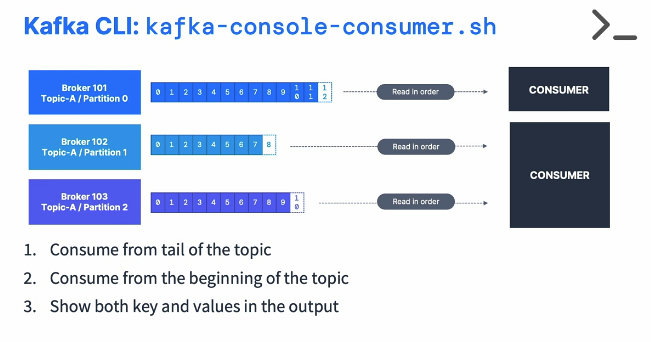 Kafka CLI: kafka-console-consumer.sh
>_
Broker 101
Topic-A / Partition 0
0 1 2 3 4 5 6 7 8 9 10 11 12
Read in order
CONSUMER
Broker 102
Topic-A / Partition 1
0 1 2 3 4 5 6 7 8
Read in order
CONSUMER
Broker 103
Topic-A / Partition 2
0 1 2 3 4 5 6 7 8 9 10
Read in order
1. Consume from tail of the topic
2. Consume from the beginning of the topic
3. Show both key and values in the output